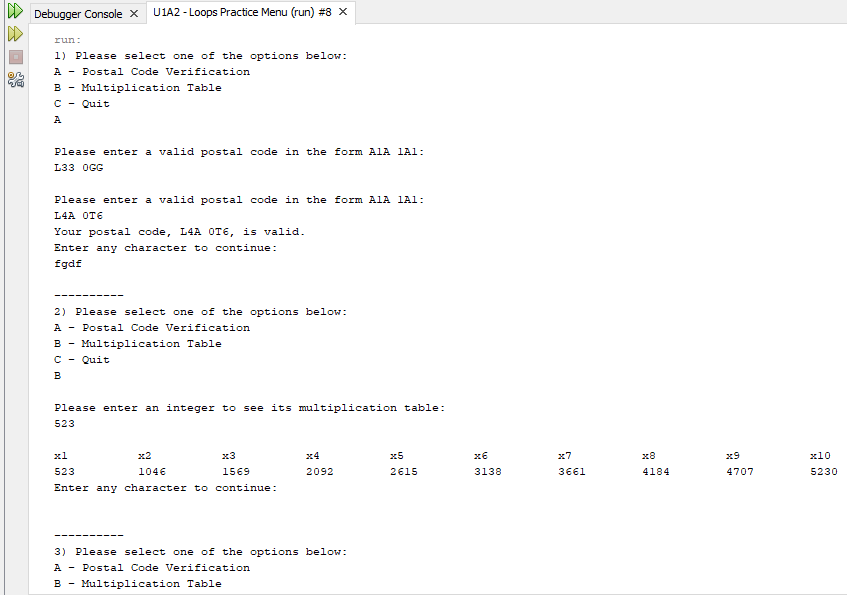 Debugger Console × U1A2 - Loops Practice Menu (run) #8 ×
run:
1) Please select one of the options below:
A - Postal Code Verification
B - Multiplication Table
C - Quit
A
Please enter a valid postal code in the form A1A 1A1:
L33 0GG
Please enter a valid postal code in the form A1A 1A1:
L4A 0T6
Your postal code, L4A 0T6, is valid.
Enter any character to continue:
fgdf
----------
2) Please select one of the options below:
A - Postal Code Verification
B - Multiplication Table
C - Quit
B
Please enter an integer to see its multiplication table:
523
x1 x2 x3 x4 x5 x6 x7 x8 x9 x10
523 1046 1569 2092 2615 3138 3661 4184 4707 5230
Enter any character to continue:
----------
3) Please select one of the options below:
A - Postal Code Verification
B - Multiplication Table